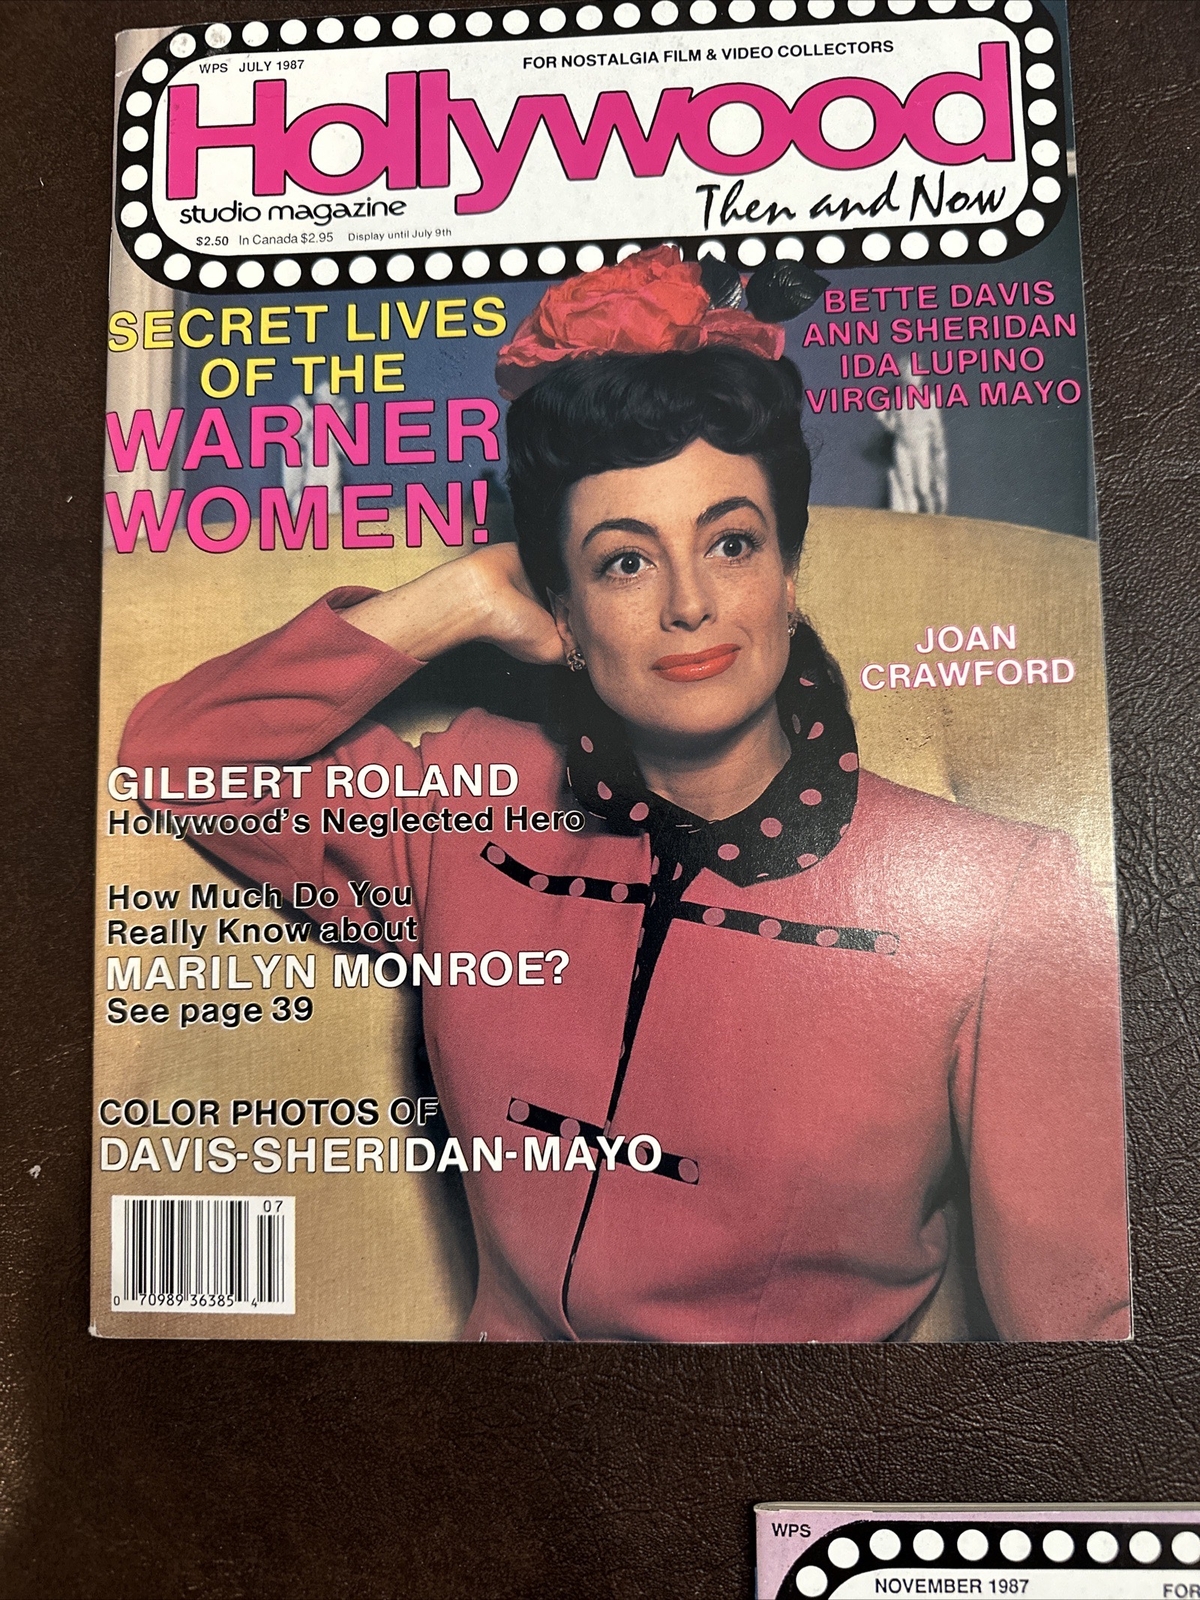 WPS JULY 1987
FOR NOSTALGIA FILM & VIDEO COLLECTORS
Hollywood
studio magazine
Then and Now
$2.50 In Canada $2.95 Display until July 9th
SECRET LIVES
OF THE
WARNER
WOMEN!
BETTE DAVIS
ANN SHERIDAN
IDA LUPINO
VIRGINIA MAYO
JOAN
CRAWFORD
GILBERT ROLAND
Hollywood's Neglected Hero
How Much Do You
Really Know about
MARILYN MONROE?
See page 39
COLOR PHOTOS OF
DAVIS-SHERIDAN-MAYO
07
0 70989 36385 4
WPS
NOVEMBER 1987
FOR